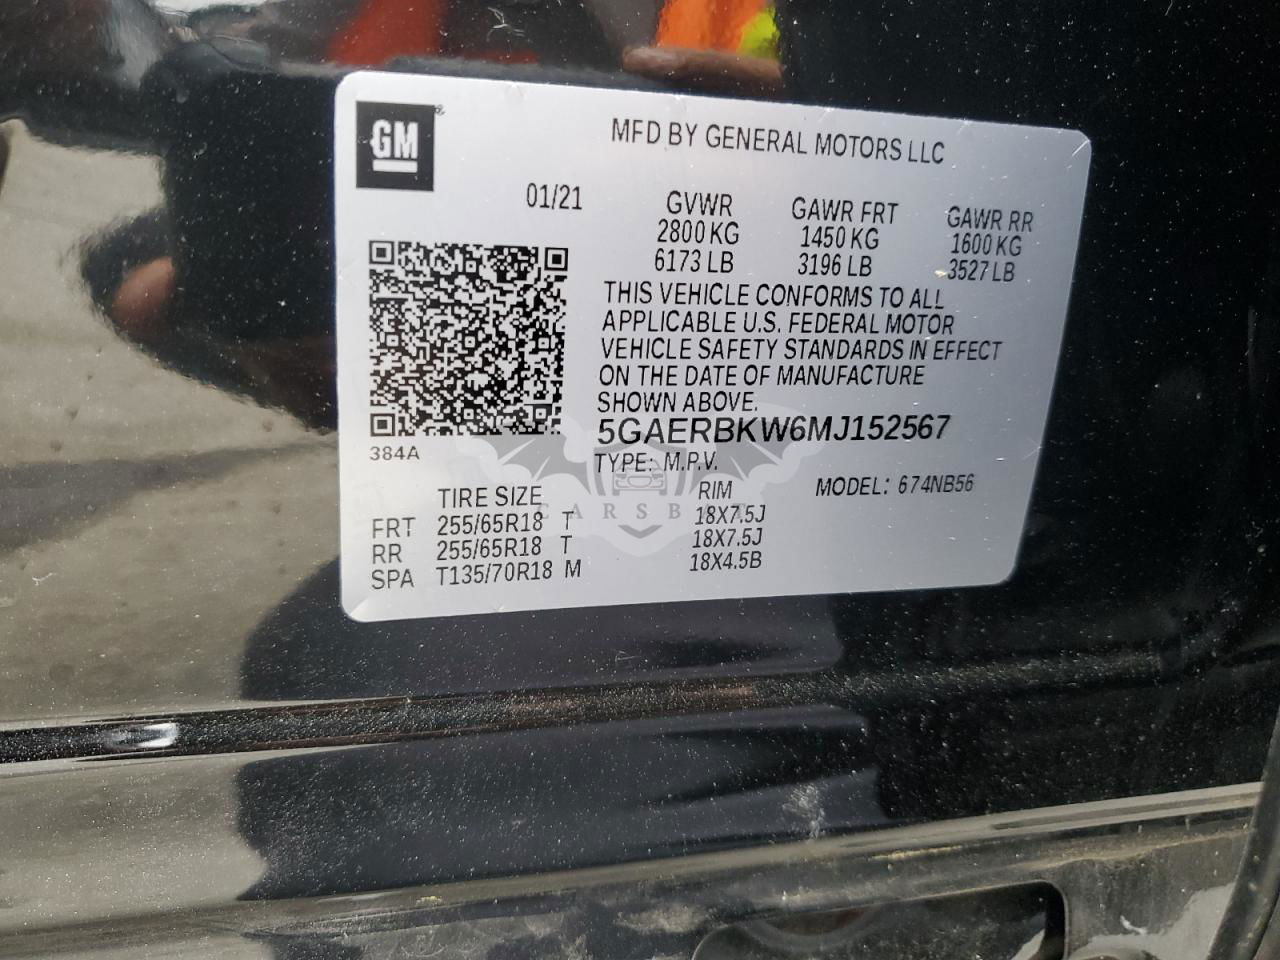 GM
MFD BY GENERAL MOTORS LLC
01/21
GVWR GAWR FRT GAWR RR
2800 KG 1450 KG 1600 KG
6173 LB 3196 LB 3527 LB
THIS VEHICLE CONFORMS TO ALL
APPLICABLE U.S. FEDERAL MOTOR
VEHICLE SAFETY STANDARDS IN EFFECT
ON THE DATE OF MANUFACTURE
SHOWN ABOVE.
384A
5GAERBKW6MJ152567
TYPE: M.P.V.
MODEL: 674NB56
TIRE SIZE RIM
FRT 255/65R18 T 18X7.5J
RR 255/65R18 T 18X7.5J
SPA T135/70R18 M 18X4.5B